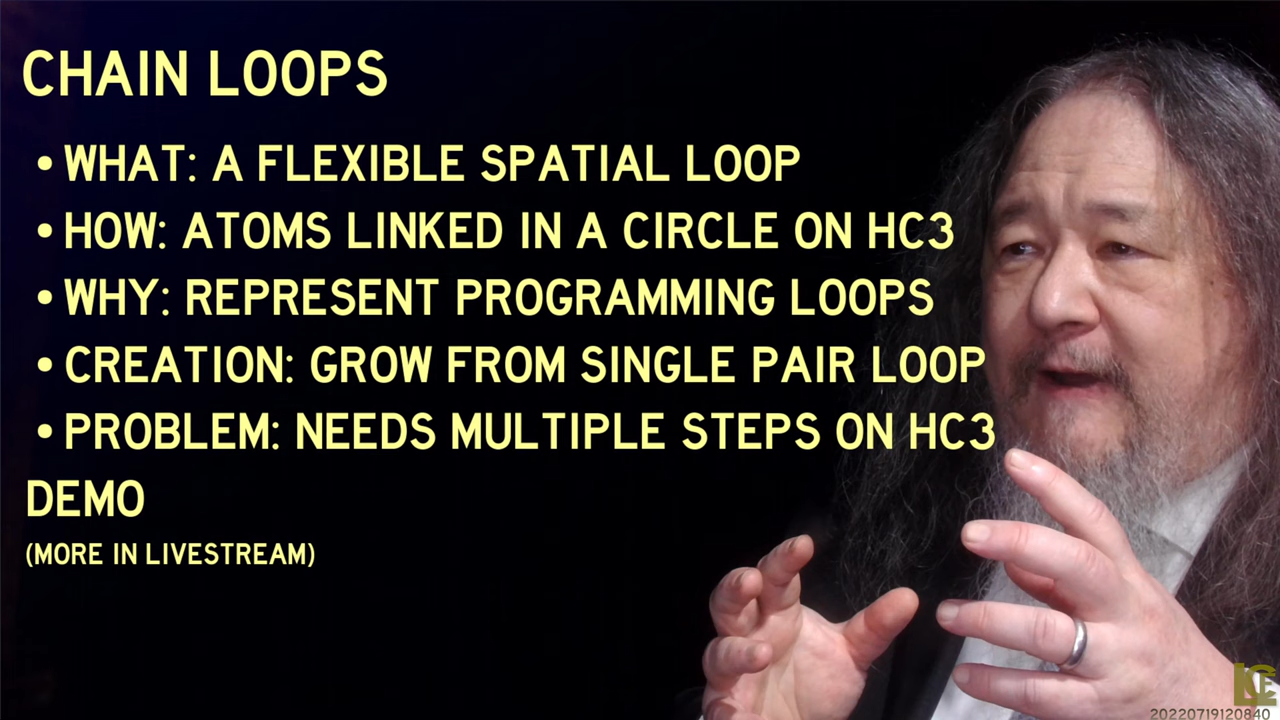 CHAIN LOOPS
• WHAT: A FLEXIBLE SPATIAL LOOP
• HOW: ATOMS LINKED IN A CIRCLE ON HC3
• WHY: REPRESENT PROGRAMMING LOOPS
• CREATION: GROW FROM SINGLE PAIR LOOP
• PROBLEM: NEEDS MULTIPLE STEPS ON HC3
DEMO
(MORE IN LIVESTREAM)
20220719120840